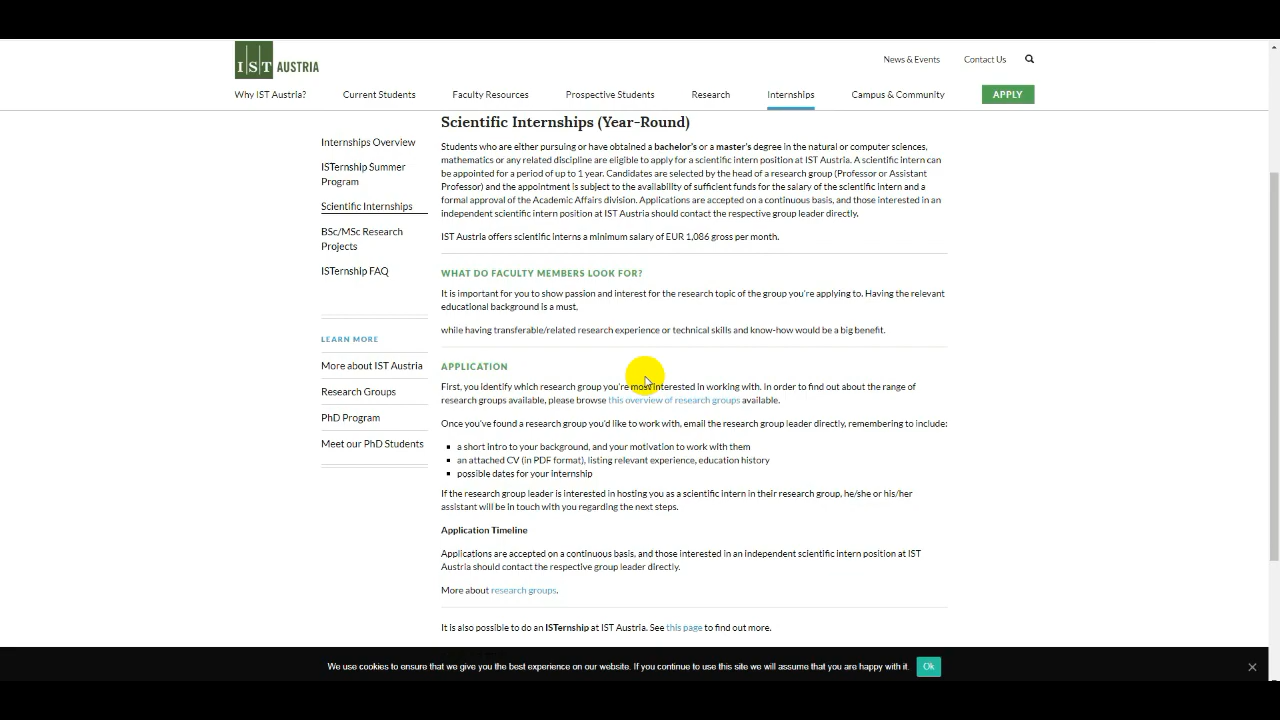 IST AUSTRIA
News & Events
Contact Us
Why IST Austria?
Current Students
Faculty Resources
Prospective Students
Research
Internships
Campus & Community
APPLY
Internships Overview
ISTernship Summer
Program
Scientific Internships
BSc/MSc Research
Projects
ISTernship FAQ
LEARN MORE
More about IST Austria
Research Groups
PhD Program
Meet our PhD Students
Scientific Internships (Year-Round)
Students who are either pursuing or have obtained a bachelor's or a master's degree in the natural or computer sciences,
mathematics or any related discipline are eligible to apply for a scientific intern position at IST Austria. A scientific intern can
be appointed for a period of up to 1 year. Candidates are selected by the head of a research group (Professor or Assistant
Professor) and the appointment is subject to the availability of sufficient funds for the salary of the scientific intern and a
formal approval of the Academic Affairs division. Applications are accepted on a continuous basis, and those interested in an
independent scientific intern position at IST Austria should contact the respective group leader directly.
IST Austria offers scientific interns a minimum salary of EUR 1,086 gross per month.
WHAT DO FACULTY MEMBERS LOOK FOR?
It is important for you to show passion and interest for the research topic of the group you're applying to. Having the relevant
educational background is a must,
while having transferable/related research experience or technical skills and know-how would be a big benefit.
APPLICATION
First, you identify which research group you're most interested in working with. In order to find out about the range of
research groups available, please browse this overview of research groups available.
Once you've found a research group you'd like to work with, email the research group leader directly, remembering to include:
a short intro to your background, and your motivation to work with them
an attached CV (in PDF format), listing relevant experience, education history
possible dates for your internship
If the research group leader is interested in hosting you as a scientific intern in their research group, he/she or his/her
assistant will be in touch with you regarding the next steps.
Application Timeline
Applications are accepted on a continuous basis, and those interested in an independent scientific intern position at IST
Austria should contact the respective group leader directly.
More about research groups.
It is also possible to do an ISTernship at IST Austria. See this page to find out more.
We use cookies to ensure that we give you the best experience on our website. If you continue to use this site we will assume that you are happy with it.
Ok